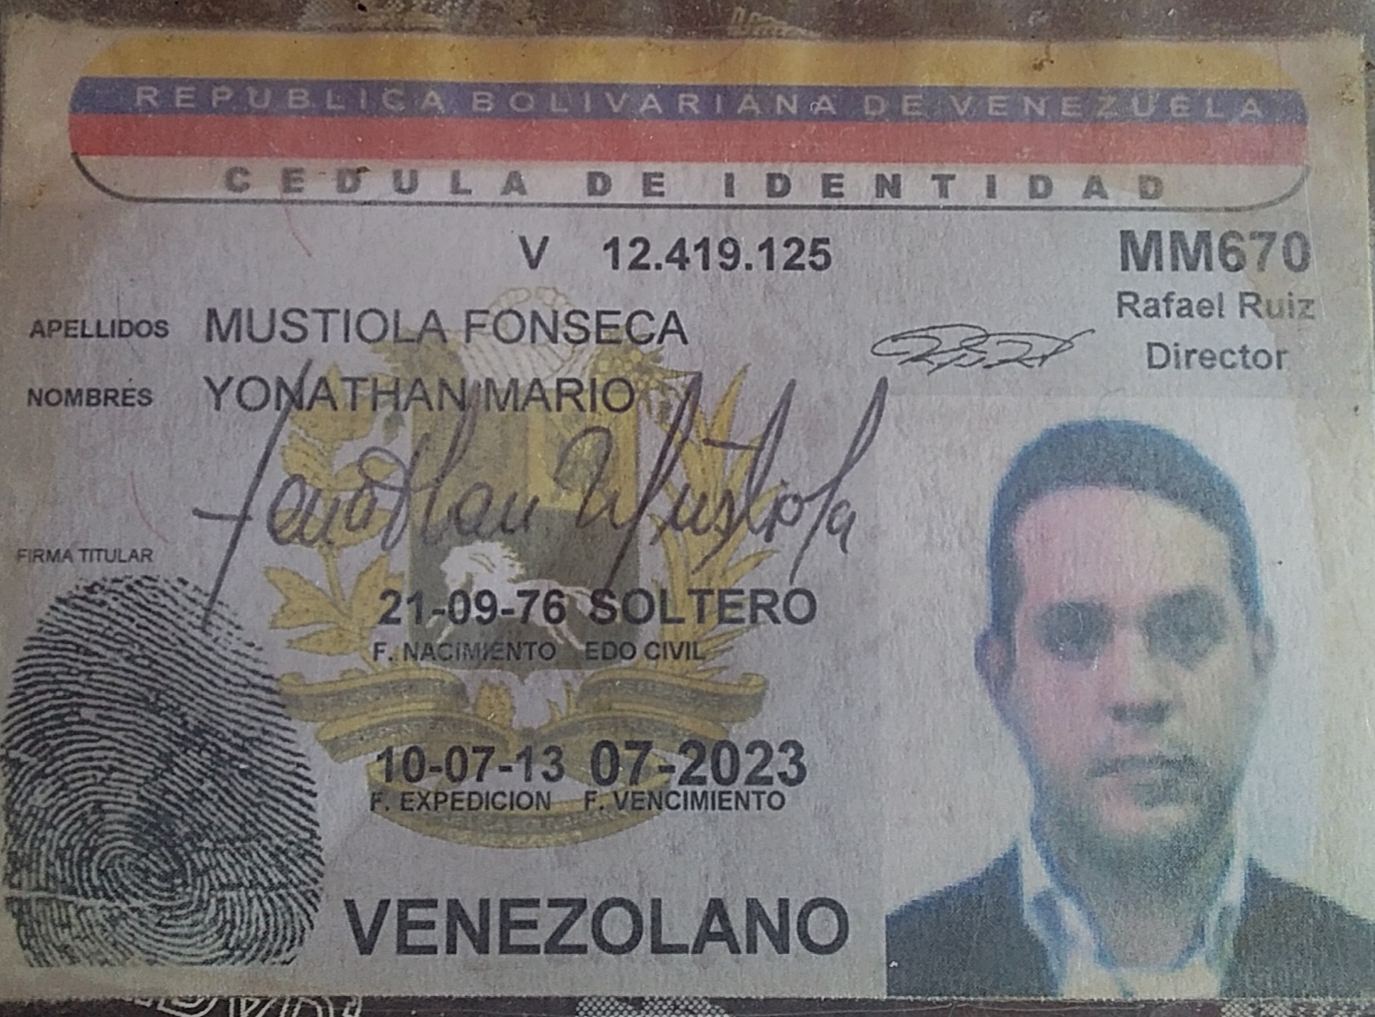 REPUBLICA BOLIVARIANA DE VENEZUELA
CEDULA DE IDENTIDAD
V 12.419.125
MM670
Rafael Ruiz
Director
APELLIDOS MUSTIOLA FONSECA
NOMBRES YONATHAN MARIO
Yonathan Mustiola
FIRMA TITULAR
21-09-76 SOLTERO
F. NACIMIENTO EDO CIVIL
10-07-13 07-2023
F. EXPEDICION F. VENCIMIENTO
VENEZOLANO